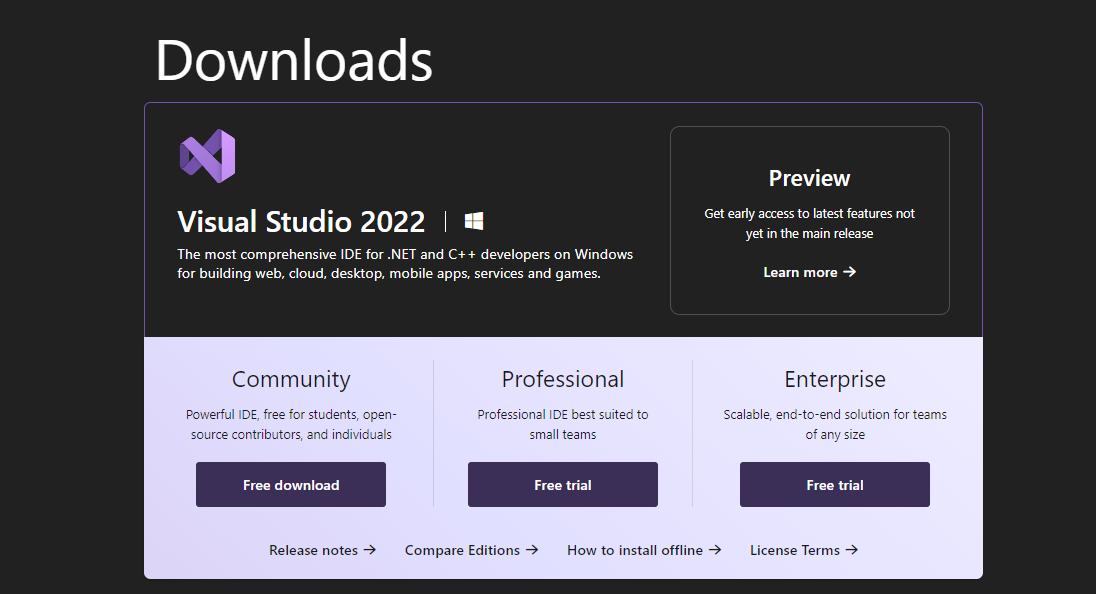 Downloads
Visual Studio 2022
The most comprehensive IDE for .NET and C++ developers on Windows
for building web, cloud, desktop, mobile apps, services and games.
Preview
Get early access to latest features not
yet in the main release
Learn more →
Community
Powerful IDE, free for students, open-
source contributors, and individuals
Free download
Professional
Professional IDE best suited to
small teams
Free trial
Enterprise
Scalable, end-to-end solution for teams
of any size
Free trial
Release notes → Compare Editions → How to install offline → License Terms →